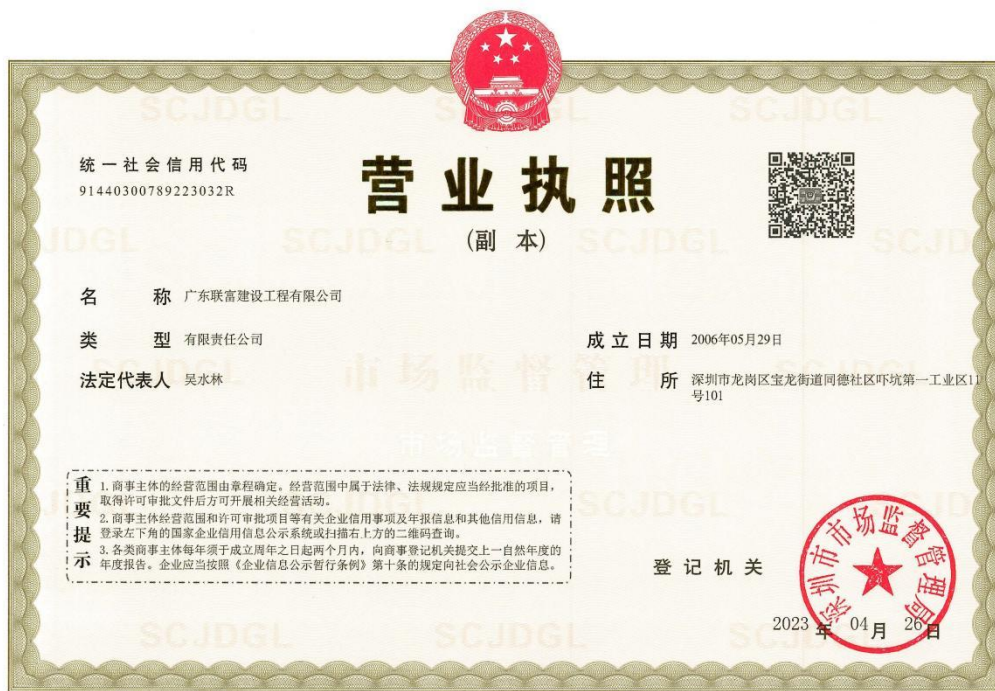 统一社会信用代码
91440300789223032R
营业执照
(副 本)
名 称 广东联富建设工程有限公司
类 型 有限责任公司
法定代表人 吴水林
成立日期 2006年05月29日
住 所 深圳市龙岗区宝龙街道同德社区吓坑第一工业区11
号101
重要提示
1. 商事主体的经营范围由章程确定。经营范围中属于法律、法规规定应当经批准的项目，
取得许可审批文件后方可开展相关经营活动。
2. 商事主体经营范围和许可审批项目等有关企业信用事项及年报信息和其他信用信息，请
登录左下角的国家企业信用信息公示系统或扫描右上方的二维码查询。
3. 各类商事主体每年须于成立周年之日起两个月内，向商事登记机关提交上一自然年度的
年度报告。企业应当按照《企业信息公示暂行条例》第十条的规定向社会公示企业信息。
登记机关
深圳市市场监督管理局
2023 年 04 月 26 日
SCJDGL
市场监督管理
市场监督管理